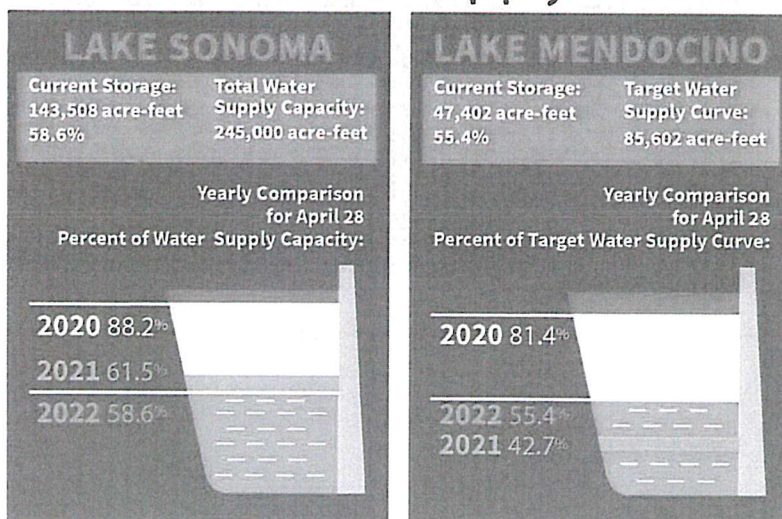 LAKE SONOMA
Current Storage:
143,508 acre-feet
58.6%
Total Water
Supply Capacity:
245,000 acre-feet
Yearly Comparison
for April 28
Percent of Water Supply Capacity:
2020 88.2%
2021 61.5%
2022 58.6%
LAKE MENDOCINO
Current Storage:
47,402 acre-feet
55.4%
Target Water
Supply Curve:
85,602 acre-feet
Yearly Comparison
for April 28
Percent of Target Water Supply Curve:
2020 81.4%
2022 55.4%
2021 42.7%